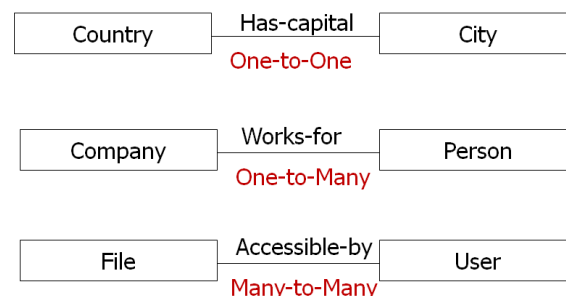 Country Has-capital City
One-to-One
Company Works-for Person
One-to-Many
File Accessible-by User
Many-to-Many